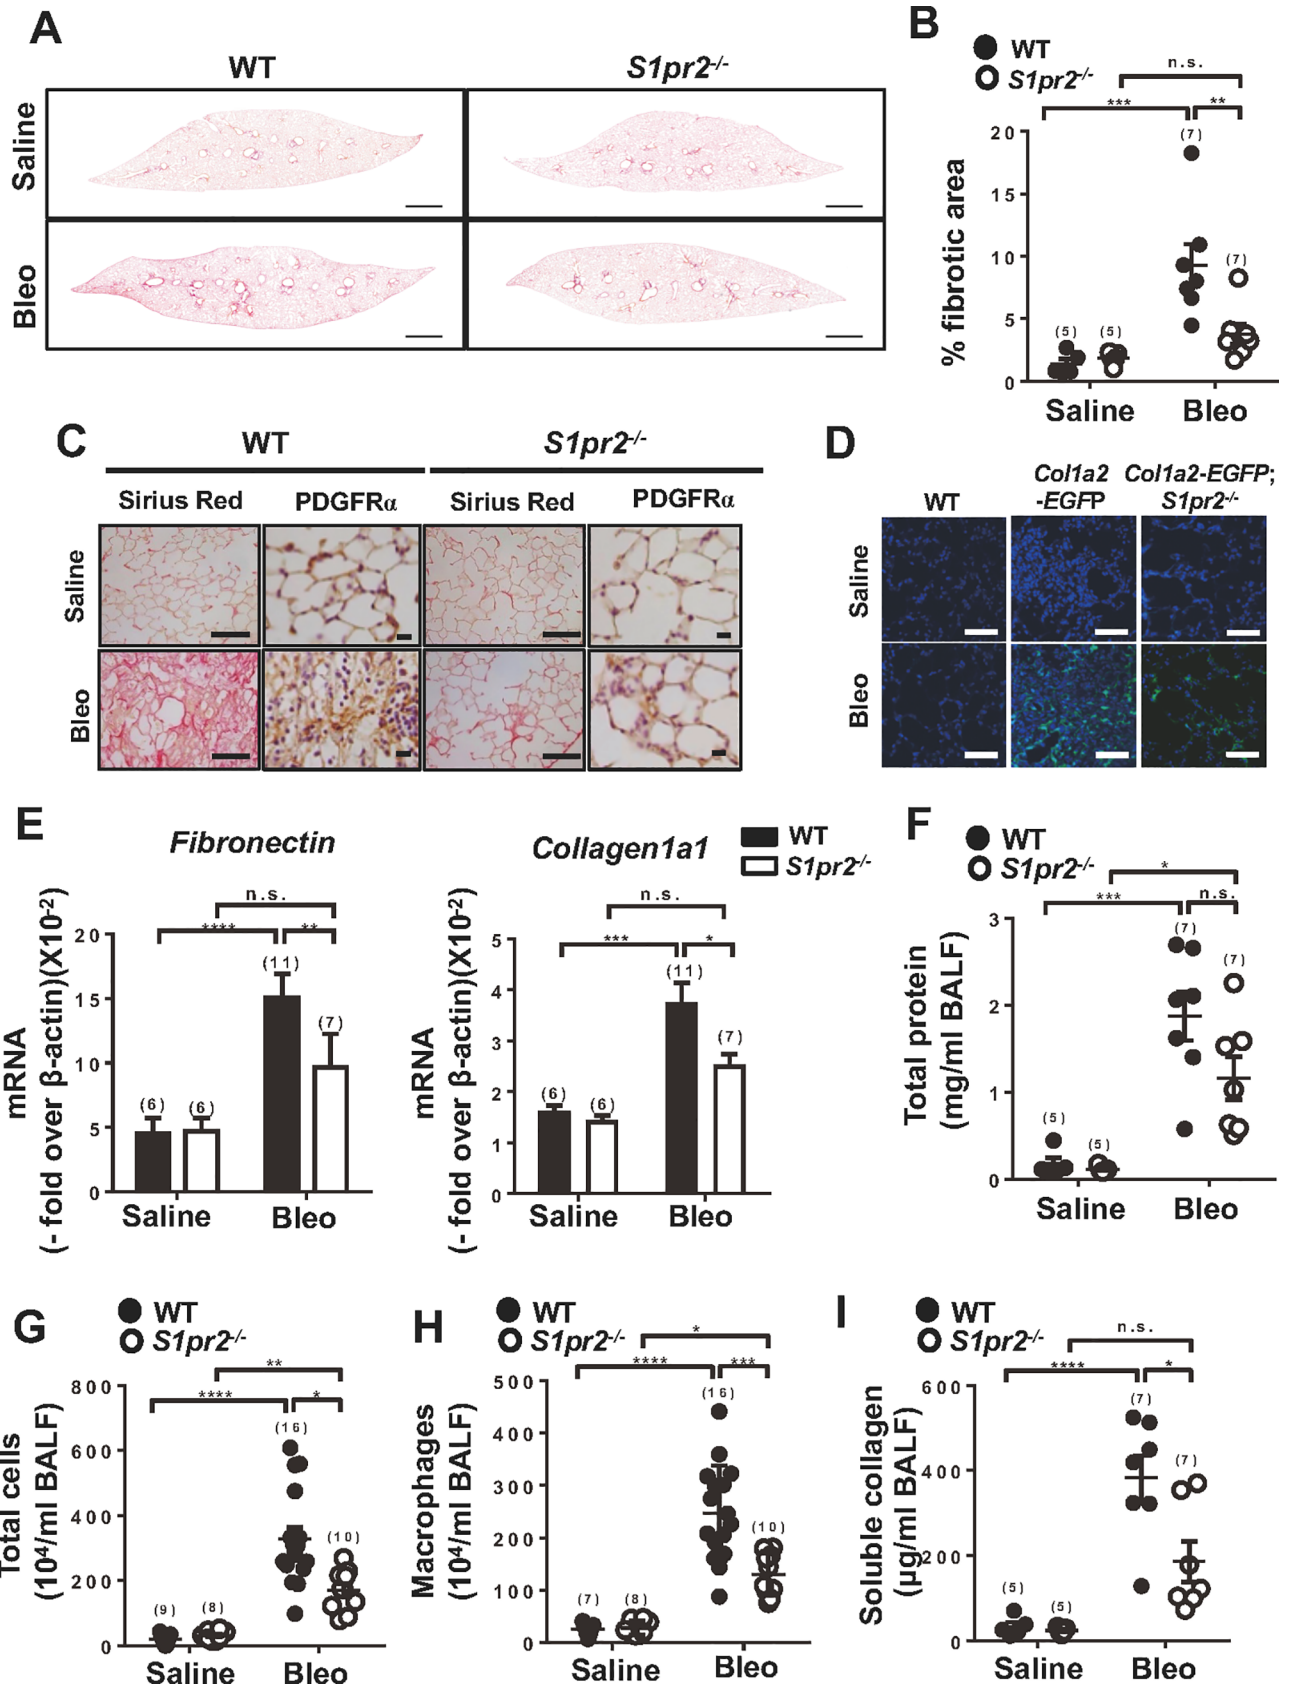 A
WT
S1pr2-/-
Saline
Bleo
B
WT
S1pr2-/-
n.s.
***
**
% fibrotic area
20
15
10
5
0
(5)
(5)
(7)
(7)
Saline
Bleo
C
WT
S1pr2-/-
Sirius Red
PDGFRα
Sirius Red
PDGFRα
Saline
Bleo
D
WT
Col1a2
-EGFP
Col1a2-EGFP;
S1pr2-/-
Saline
Bleo
E
Fibronectin
n.s.
****
**
mRNA
(- fold over β-actin)(X10-2)
20
15
10
5
0
(6)
(6)
(11)
(7)
Saline
Bleo
Collagen1a1
WT
S1pr2-/-
n.s.
***
*
mRNA
(- fold over β-actin)(X10-2)
5
4
3
2
1
0
(6)
(6)
(11)
(7)
Saline
Bleo
F
WT
S1pr2-/-
*
***
n.s.
Total protein
(mg/ml BALF)
3
2
1
0
(5)
(5)
(7)
(7)
Saline
Bleo
G
WT
S1pr2-/-
**
****
*
Total cells
(10⁴/ml BALF)
800
600
400
200
0
(9)
(8)
(16)
(10)
Saline
Bleo
H
WT
S1pr2-/-
*
****
***
Macrophages
(10⁴/ml BALF)
500
400
300
200
100
0
(7)
(8)
(16)
(10)
Saline
Bleo
I
WT
S1pr2-/-
n.s.
****
*
Soluble collagen
(μg/ml BALF)
600
400
200
0
(5)
(5)
(7)
(7)
Saline
Bleo